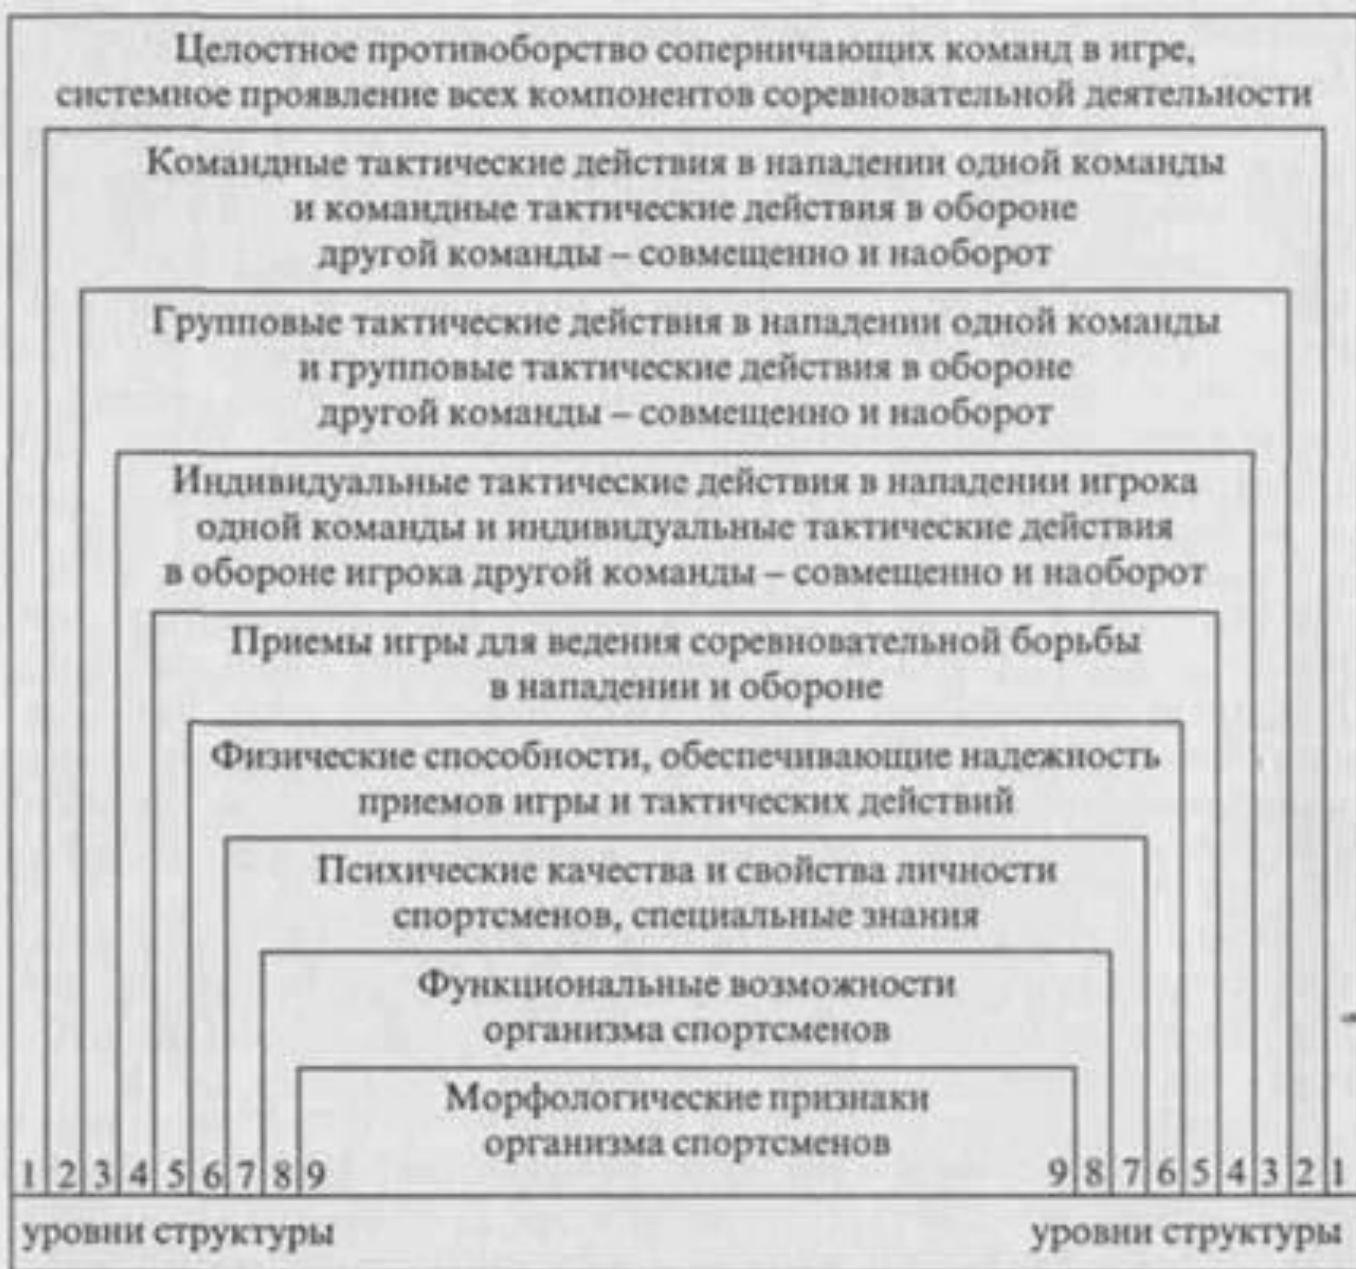 Целостное противоборство соперничающих команд в игре,
системное проявление всех компонентов соревновательной деятельности
Командные тактические действия в нападении одной команды
и командные тактические действия в обороне
другой команды – совмещенно и наоборот
Групповые тактические действия в нападении одной команды
и групповые тактические действия в обороне
другой команды – совмещенно и наоборот
Индивидуальные тактические действия в нападении игрока
одной команды и индивидуальные тактические действия
в обороне игрока другой команды – совмещенно и наоборот
Приемы игры для ведения соревновательной борьбы
в нападении и обороне
Физические способности, обеспечивающие надежность
приемов игры и тактических действий
Психические качества и свойства личности
спортсменов, специальные знания
Функциональные возможности
организма спортсменов
Морфологические признаки
организма спортсменов
1 2 3 4 5 6 7 8 9 9 8 7 6 5 4 3 2 1
уровни структуры уровни структуры